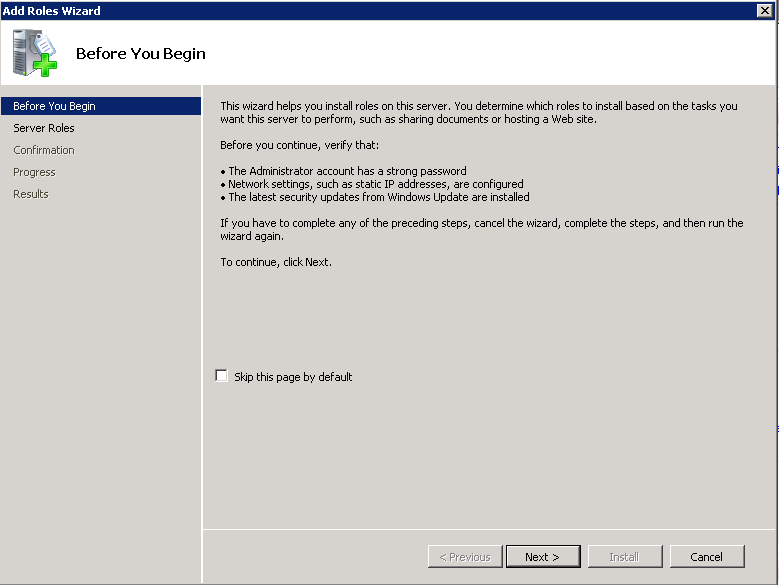 Add Roles Wizard
Before You Begin
Before You Begin
Server Roles
Confirmation
Progress
Results
This wizard helps you install roles on this server. You determine which roles to install based on the tasks you
want this server to perform, such as sharing documents or hosting a Web site.
Before you continue, verify that:
• The Administrator account has a strong password
• Network settings, such as static IP addresses, are configured
• The latest security updates from Windows Update are installed
If you have to complete any of the preceding steps, cancel the wizard, complete the steps, and then run the
wizard again.
To continue, click Next.
Skip this page by default
< Previous
Next >
Install
Cancel